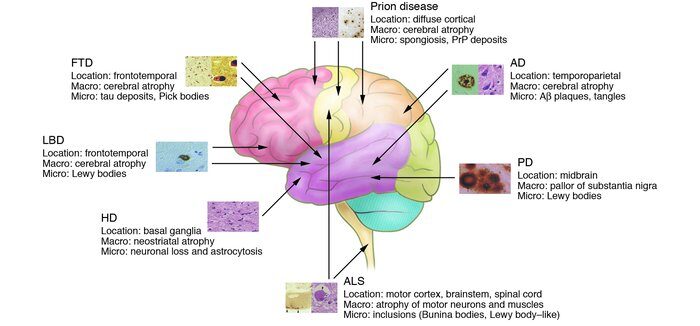 Prion disease
Location: diffuse cortical
Macro: cerebral atrophy
Micro: spongiosis, PrP deposits
FTD
Location: frontotemporal
Macro: cerebral atrophy
Micro: tau deposits, Pick bodies
AD
Location: temporoparietal
Macro: cerebral atrophy
Micro: Aβ plaques, tangles
LBD
Location: frontotemporal
Macro: cerebral atrophy
Micro: Lewy bodies
PD
Location: midbrain
Macro: pallor of substantia nigra
Micro: Lewy bodies
HD
Location: basal ganglia
Macro: neostriatal atrophy
Micro: neuronal loss and astrocytosis
ALS
Location: motor cortex, brainstem, spinal cord
Macro: atrophy of motor neurons and muscles
Micro: inclusions (Bunina bodies, Lewy body–like)